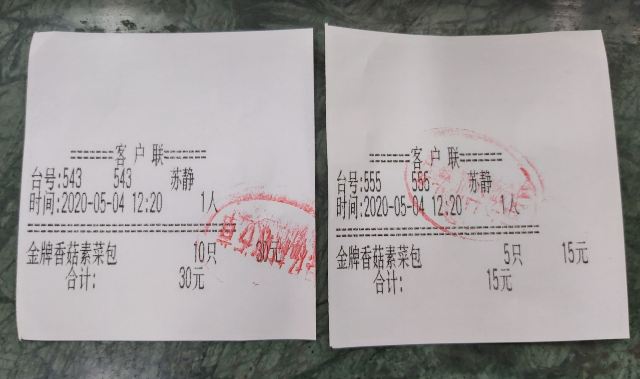 =======客 户 联=======
台号:543 543 苏静
时间:2020-05-04 12:20 1人
==============================
金牌香菇素菜包 10只 30元
合计: 30元
=======客 户 联=======
台号:555 555 苏静
时间:2020-05-04 12:20 1人
==============================
金牌香菇素菜包 5只 15元
合计: 15元